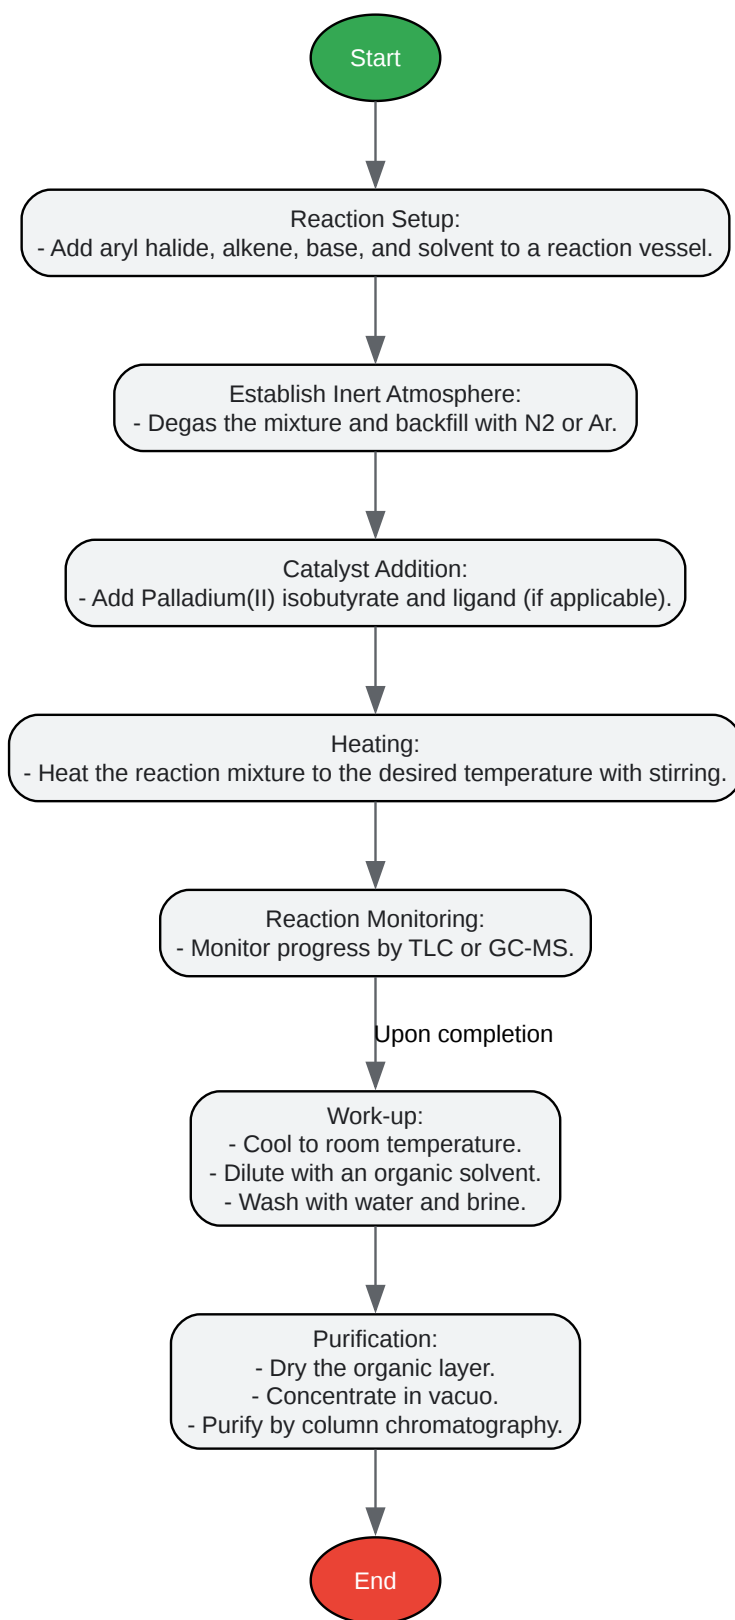 Start
Reaction Setup:
- Add aryl halide, alkene, base, and solvent to a reaction vessel.
Establish Inert Atmosphere:
- Degas the mixture and backfill with N2 or Ar.
Catalyst Addition:
- Add Palladium(II) isobutyrate and ligand (if applicable).
Heating:
- Heat the reaction mixture to the desired temperature with stirring.
Reaction Monitoring:
- Monitor progress by TLC or GC-MS.
Upon completion
Work-up:
- Cool to room temperature.
- Dilute with an organic solvent.
- Wash with water and brine.
Purification:
- Dry the organic layer.
- Concentrate in vacuo.
- Purify by column chromatography.
End